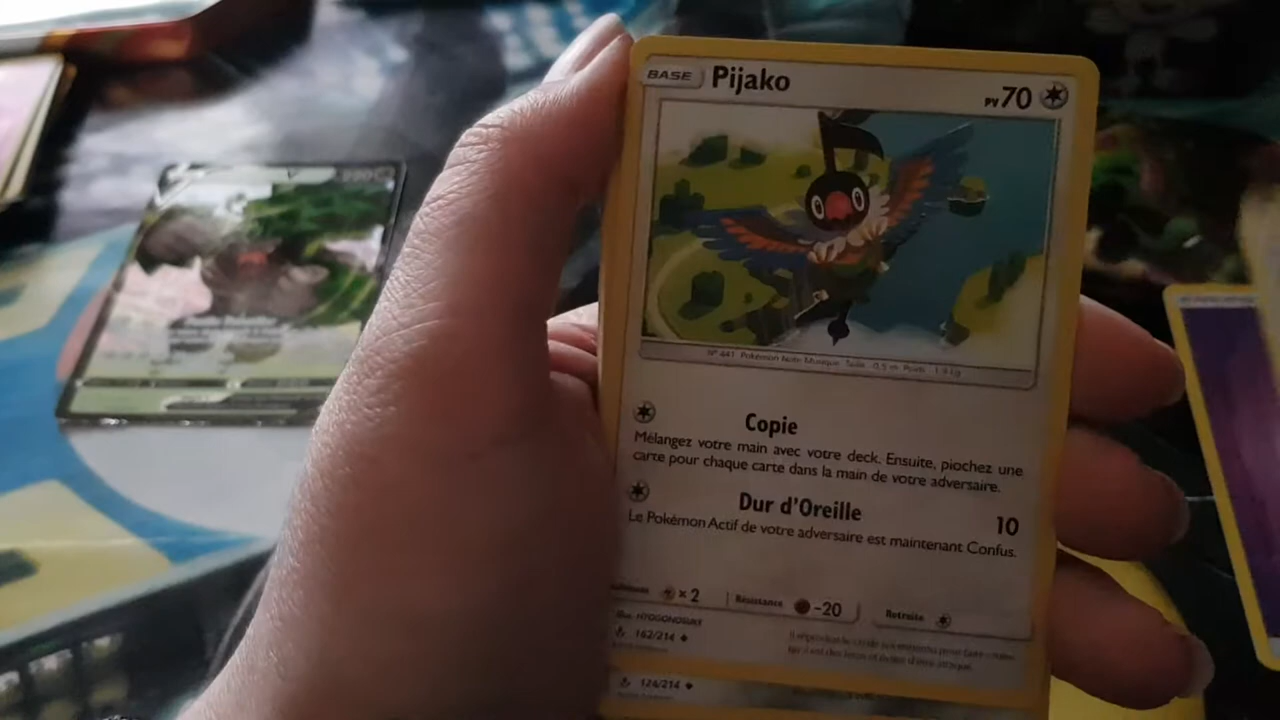 BASE Pijako PV 70
N° 441 Pokémon Note Musique Taille : 0,5 m Poids : 1,9 kg
Copie
Mélangez votre main avec votre deck. Ensuite, piochez une
carte pour chaque carte dans la main de votre adversaire.
Dur d'Oreille 10
Le Pokémon Actif de votre adversaire est maintenant Confus.
×2 Résistance -20 Retraite
162/214
124/214